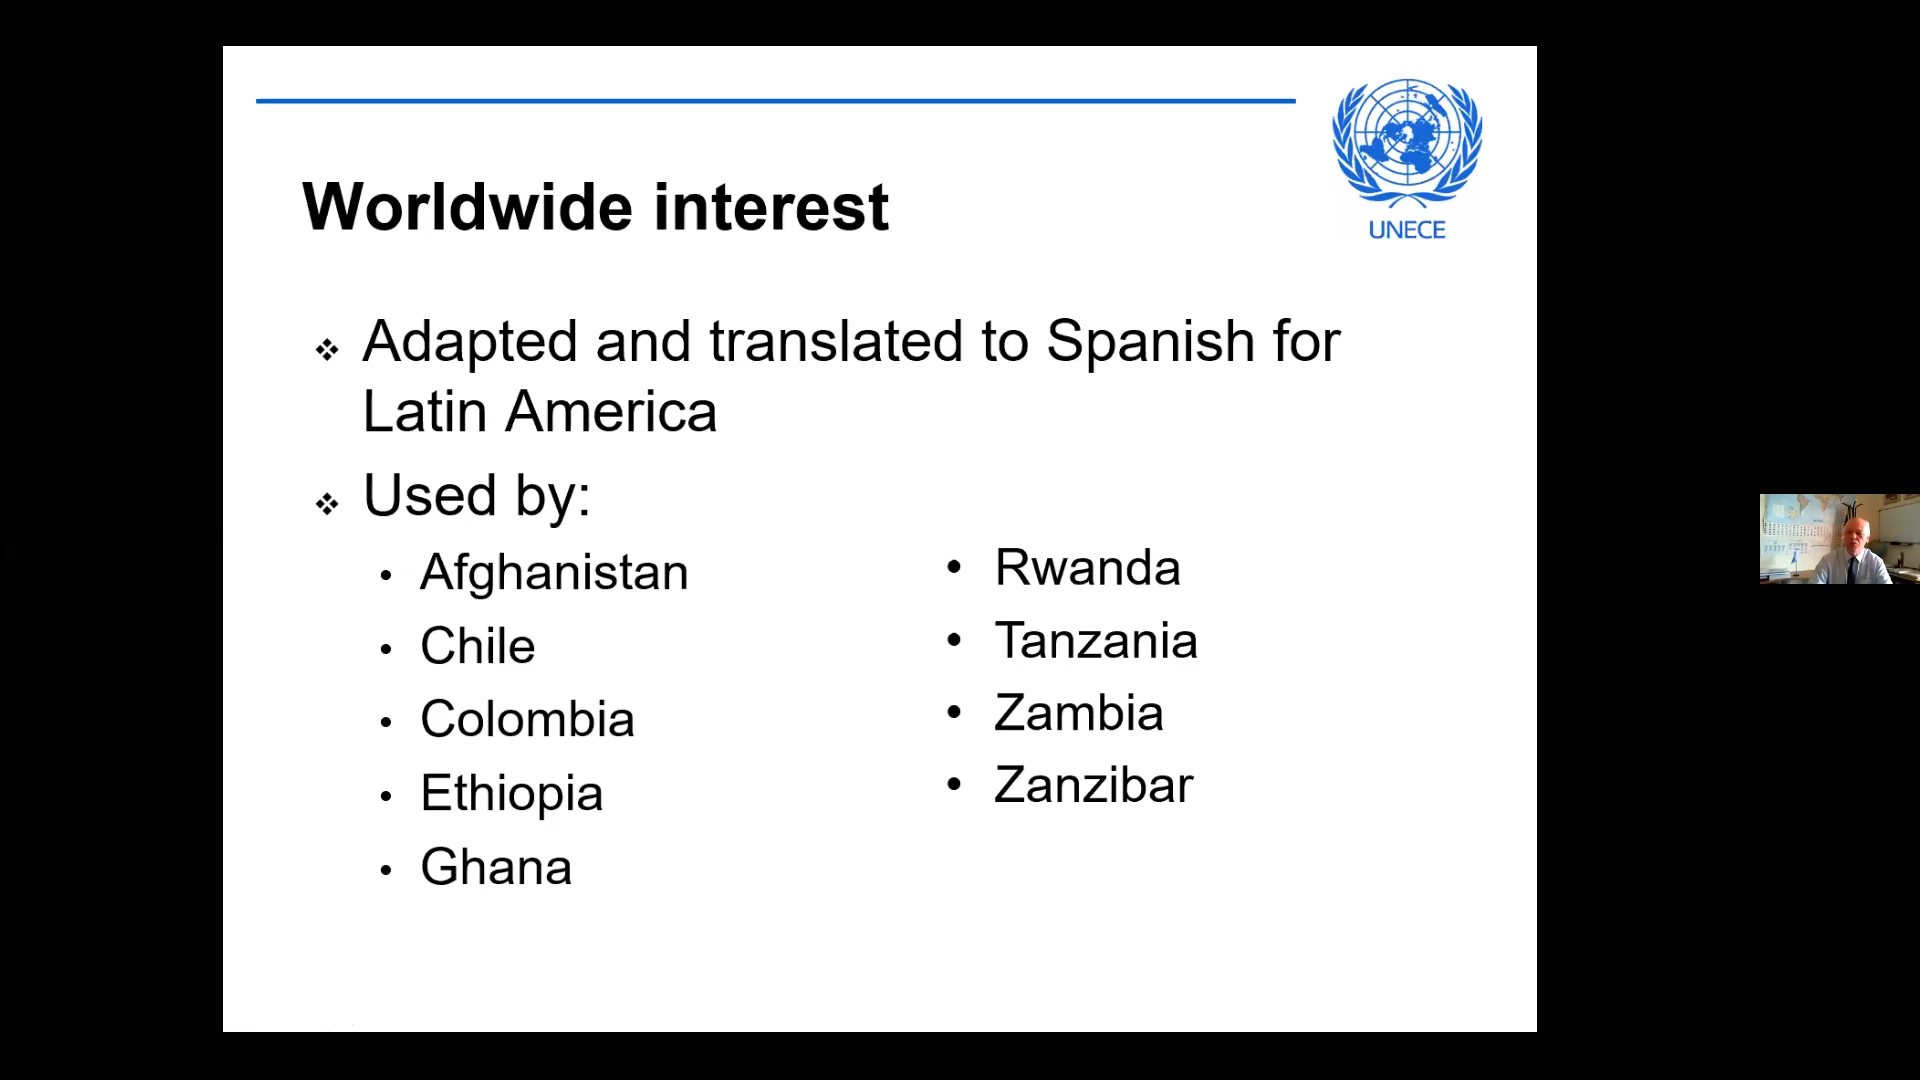 UNECE
Worldwide interest
❖ Adapted and translated to Spanish for
Latin America
❖ Used by:
• Afghanistan
• Chile
• Colombia
• Ethiopia
• Ghana
• Rwanda
• Tanzania
• Zambia
• Zanzibar